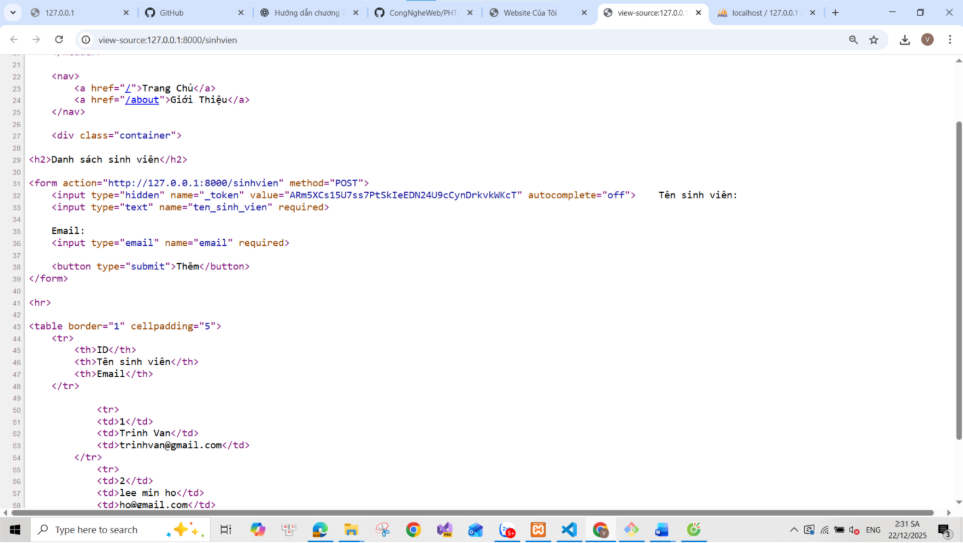 127.0.0.1
GitHub
Hướng dẫn chương
CongNgheWeb/PHT
Website Của Tôi
view-source:127.0.0.1
localhost / 127.0.0.1
view-source:127.0.0.1:8000/sinhvien
V
21
22 <nav>
23 <a href="/">Trang Chủ</a>
24 <a href="/about">Giới Thiệu</a>
25 </nav>
26
27 <div class="container">
28
29 <h2>Danh sách sinh viên</h2>
30
31 <form action="http://127.0.0.1:8000/sinhvien" method="POST">
32 <input type="hidden" name="_token" value="ARm5XCs15U7ss7PtSkIeEDN24U9cCynDrkvkWKcT" autocomplete="off"> Tên sinh viên:
33 <input type="text" name="ten_sinh_vien" required>
34
35 Email:
36 <input type="email" name="email" required>
37
38 <button type="submit">Thêm</button>
39 </form>
40
41 <hr>
42
43 <table border="1" cellpadding="5">
44 <tr>
45 <th>ID</th>
46 <th>Tên sinh viên</th>
47 <th>Email</th>
48 </tr>
49
50 <tr>
51 <td>1</td>
52 <td>Trinh Van</td>
53 <td>trinhvan@gmail.com</td>
54 </tr>
55 <tr>
56 <td>2</td>
57 <td>lee min ho</td>
58 <td>ho@gmail.com</td>
Type here to search
5+
V
ENG
2:31 SA
22/12/2025
3